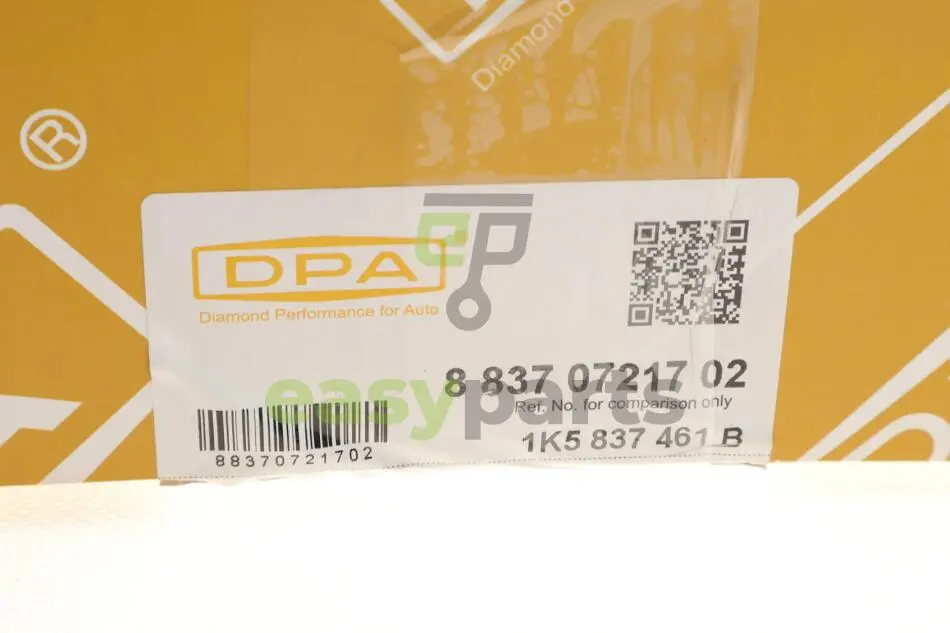 Diamond
®
DPA
Diamond Performance for Auto
ep
8 837 07217 02
easyparts
Ref. No. for comparison only
1K5 837 461 B
88370721702